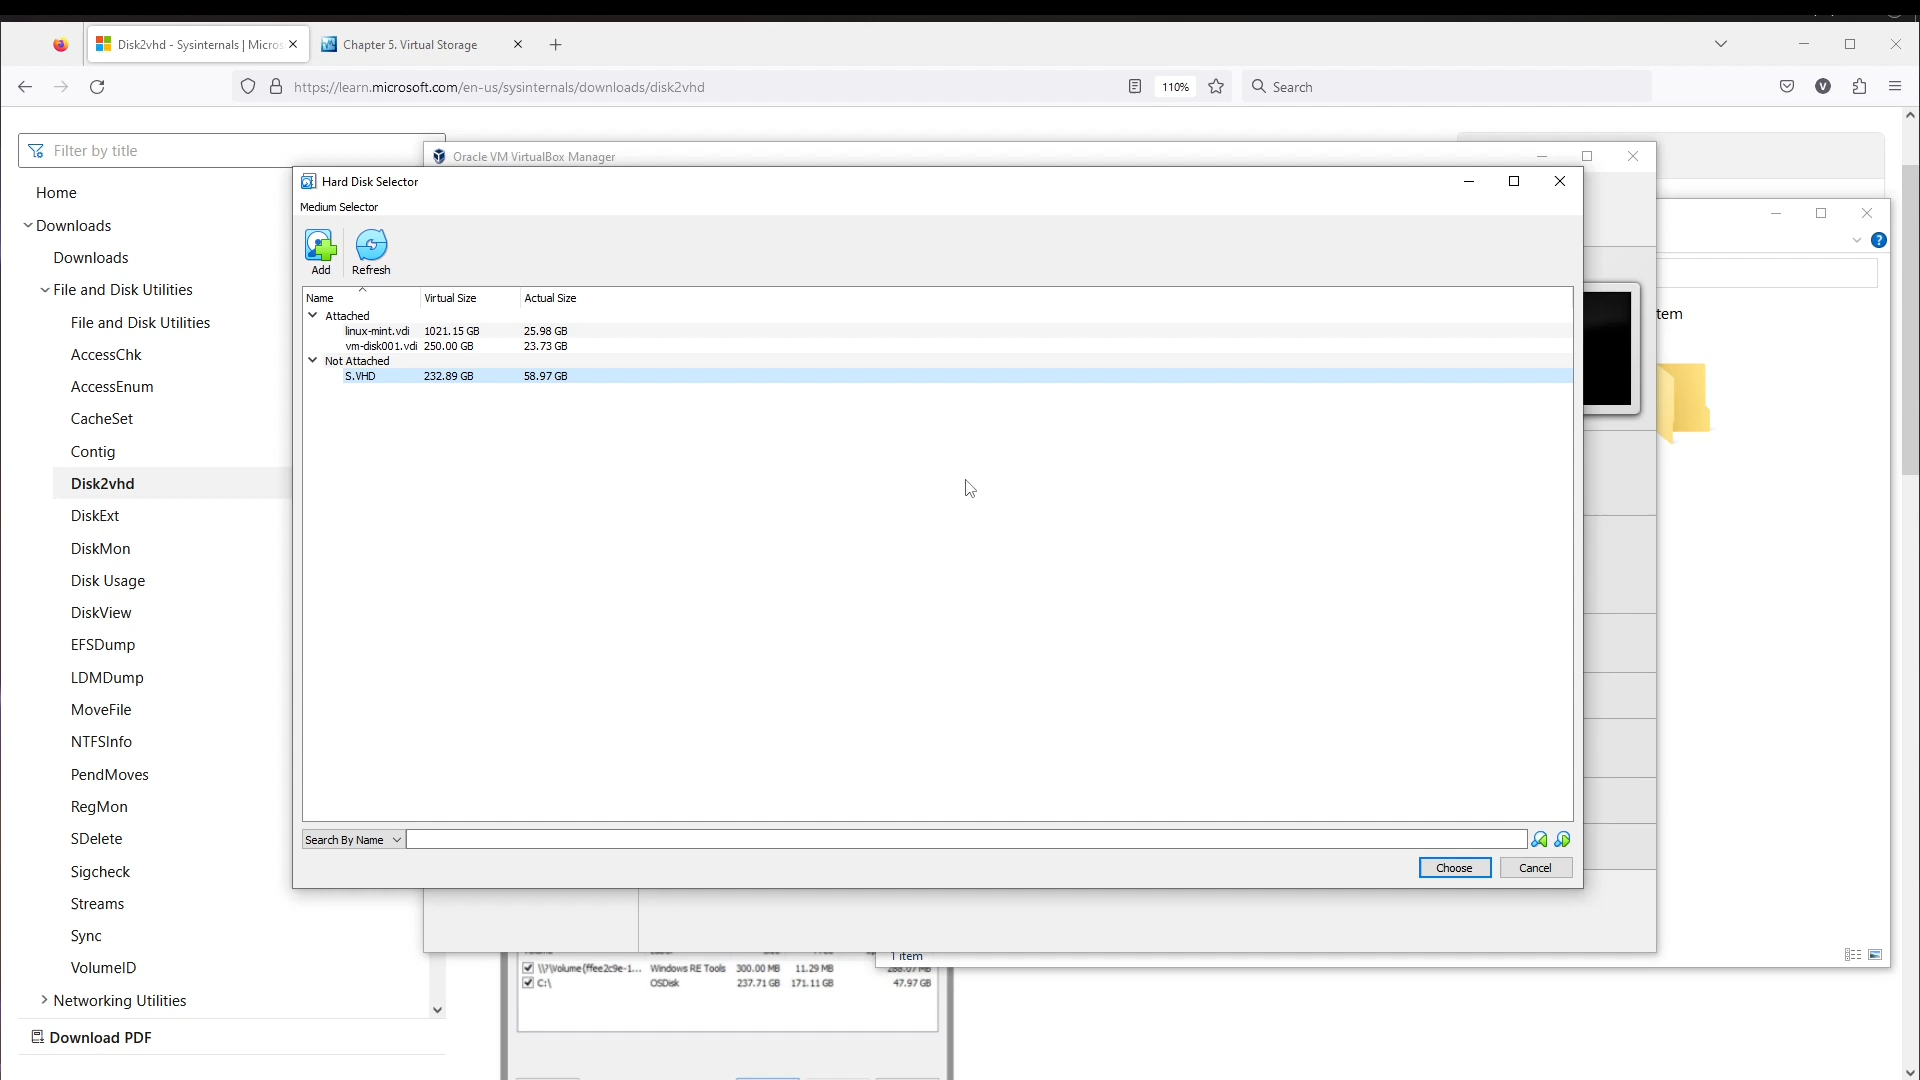 Disk2vhd - Sysinternals | Micros
Chapter 5. Virtual Storage
https://learn.microsoft.com/en-us/sysinternals/downloads/disk2vhd
110%
Search
V
Filter by title
Home
Downloads
Downloads
File and Disk Utilities
File and Disk Utilities
AccessChk
AccessEnum
CacheSet
Contig
Disk2vhd
DiskExt
DiskMon
Disk Usage
DiskView
EFSDump
LDMDump
MoveFile
NTFSInfo
PendMoves
RegMon
SDelete
Sigcheck
Streams
Sync
VolumeID
Networking Utilities
Download PDF
Oracle VM VirtualBox Manager
Hard Disk Selector
Medium Selector
Add Refresh
Name Virtual Size Actual Size
Attached
linux-mint.vdi 1021.15 GB 25.98 GB
vm-disk001.vdi 250.00 GB 23.73 GB
Not Attached
S.VHD 232.89 GB 58.97 GB
Search By Name
Choose Cancel
tem
1 item
\\?\Volume{ffee2c9e-1... Windows RE Tools 300.00 MB 11.29 MB
C:\ OSDisk 237.71 GB 171.11 GB 47.97 GB